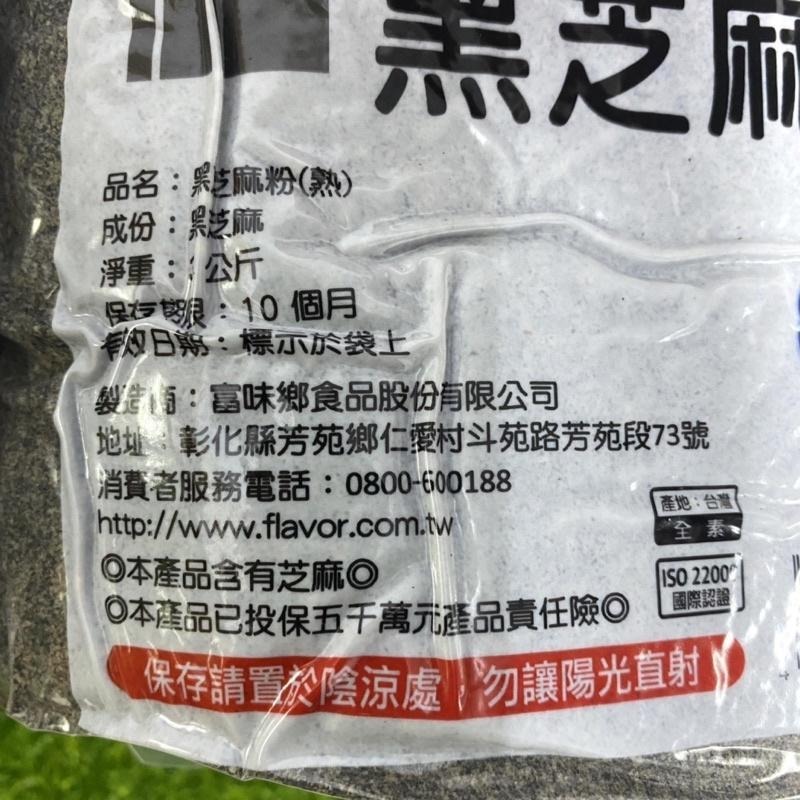 黑芝麻
品名：黑芝麻粉(熟)
成份：黑芝麻
淨重： 公斤
保存期限：10 個月
有效日期：標示於袋上
製造商：富味鄉食品股份有限公司
地址：彰化縣芳苑鄉仁愛村斗苑路芳苑段73號
消費者服務電話：0800-600188
http://www.flavor.com.tw
產地：台灣
全素
◎本產品含有芝麻◎
ISO 22000
國際認證
◎本產品已投保五千萬元產品責任險◎
保存請置於陰涼處，勿讓陽光直射